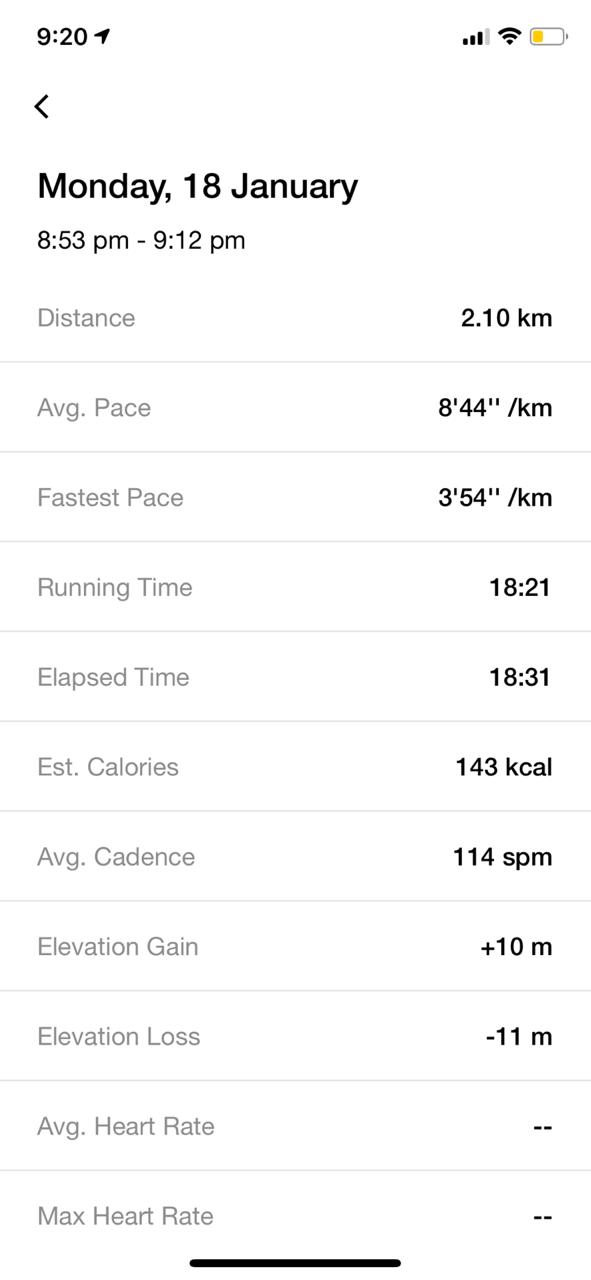 9:20
Monday, 18 January
8:53 pm - 9:12 pm
Distance 2.10 km
Avg. Pace 8'44'' /km
Fastest Pace 3'54'' /km
Running Time 18:21
Elapsed Time 18:31
Est. Calories 143 kcal
Avg. Cadence 114 spm
Elevation Gain +10 m
Elevation Loss -11 m
Avg. Heart Rate --
Max Heart Rate --